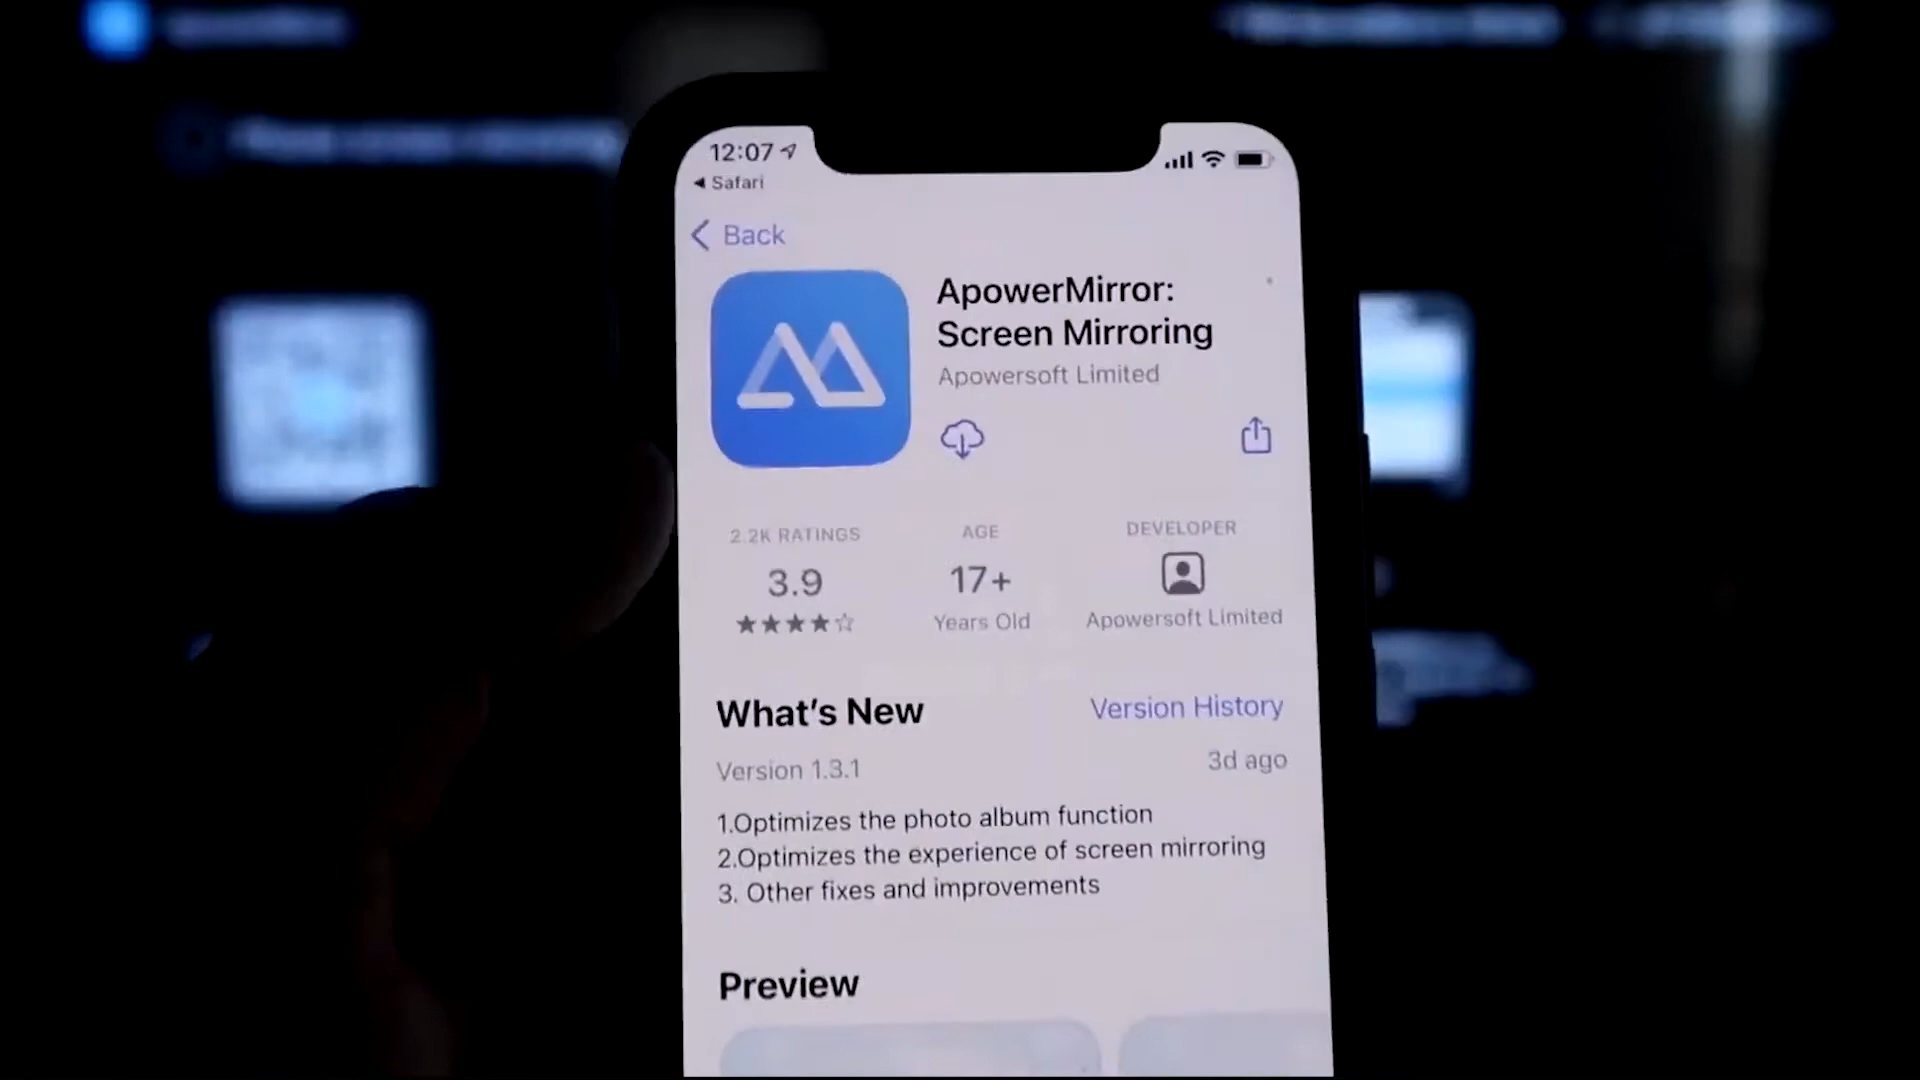 12:07
Safari
Back
ApowerMirror:
Screen Mirroring
Apowersoft Limited
2.2K RATINGS
AGE
DEVELOPER
3.9
17+
Years Old
Apowersoft Limited
What's New
Version History
Version 1.3.1
3d ago
1.Optimizes the photo album function
2.Optimizes the experience of screen mirroring
3. Other fixes and improvements
Preview